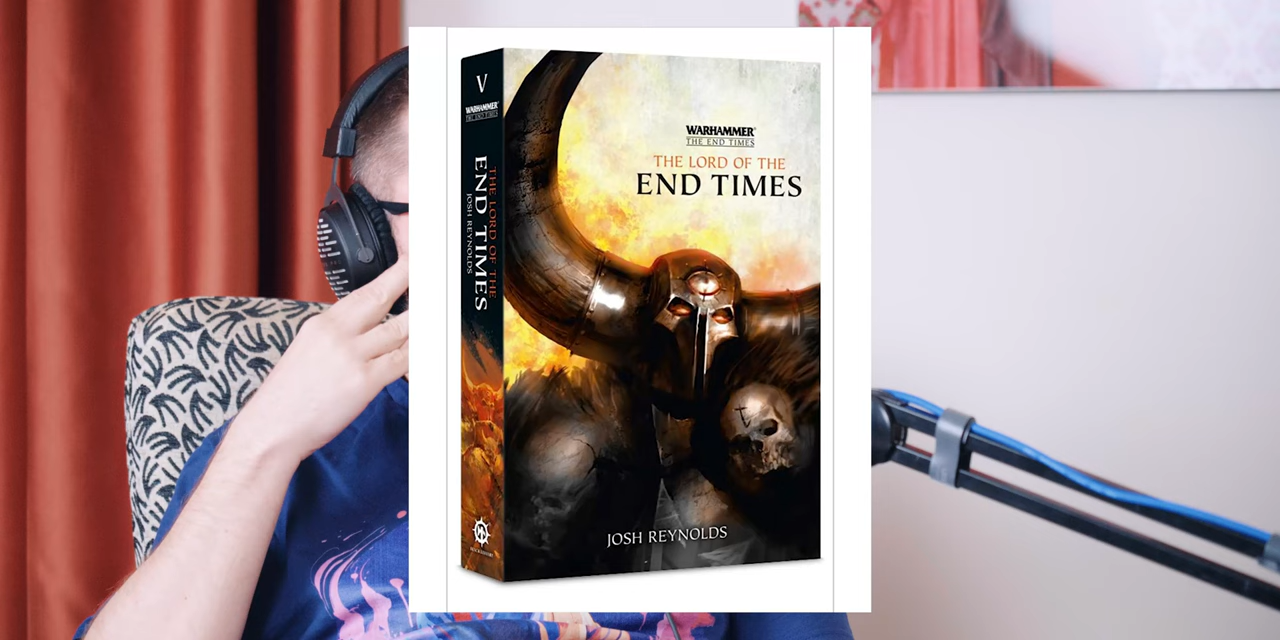 V
WARHAMMER
THE END TIMES
THE LORD OF THE
END TIMES
JOSH REYNOLDS
WARHAMMER
THE END TIMES
THE LORD OF THE
END TIMES
JOSH REYNOLDS